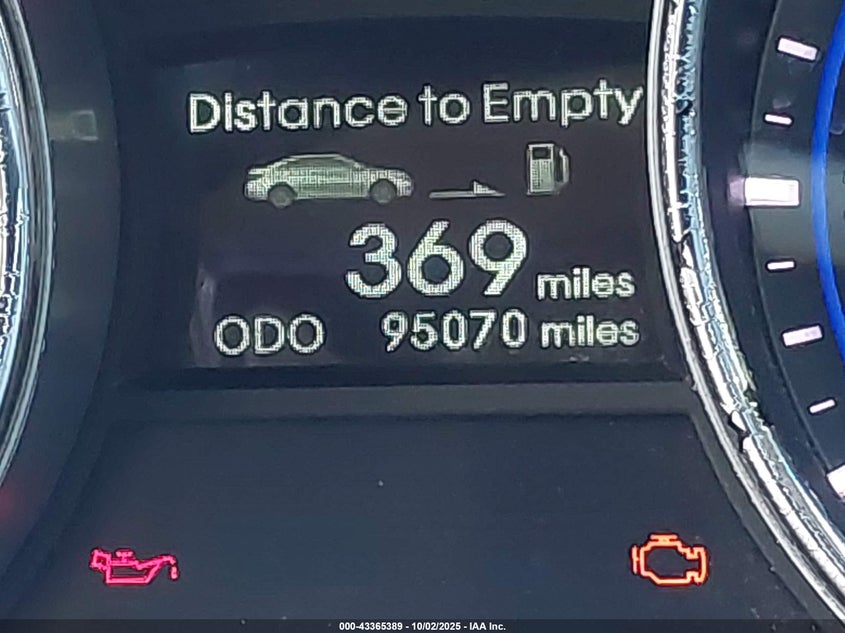 Distance to Empty
369 miles
ODO 95070 miles
000-43365389 - 10/02/2025 - IAA Inc.